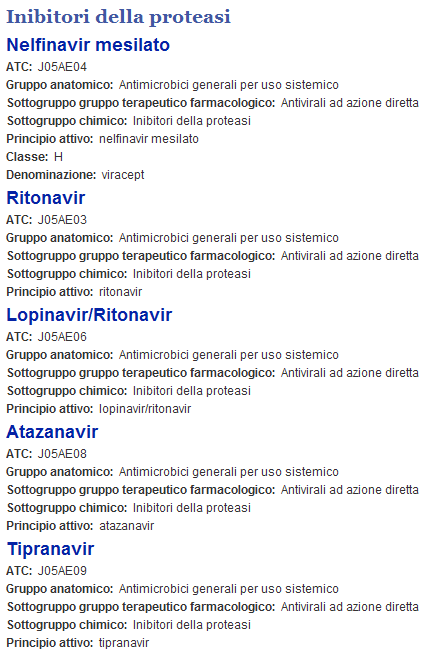 Inibitori della proteasi
Nelfinavir mesilato
ATC: J05AE04
Gruppo anatomico: Antimicrobici generali per uso sistemico
Sottogruppo gruppo terapeutico farmacologico: Antivirali ad azione diretta
Sottogruppo chimico: Inibitori della proteasi
Principio attivo: nelfinavir mesilato
Classe: H
Denominazione: viracept
Ritonavir
ATC: J05AE03
Gruppo anatomico: Antimicrobici generali per uso sistemico
Sottogruppo gruppo terapeutico farmacologico: Antivirali ad azione diretta
Sottogruppo chimico: Inibitori della proteasi
Principio attivo: ritonavir
Lopinavir/Ritonavir
ATC: J05AE06
Gruppo anatomico: Antimicrobici generali per uso sistemico
Sottogruppo gruppo terapeutico farmacologico: Antivirali ad azione diretta
Sottogruppo chimico: Inibitori della proteasi
Principio attivo: lopinavir/ritonavir
Atazanavir
ATC: J05AE08
Gruppo anatomico: Antimicrobici generali per uso sistemico
Sottogruppo gruppo terapeutico farmacologico: Antivirali ad azione diretta
Sottogruppo chimico: Inibitori della proteasi
Principio attivo: atazanavir
Tipranavir
ATC: J05AE09
Gruppo anatomico: Antimicrobici generali per uso sistemico
Sottogruppo gruppo terapeutico farmacologico: Antivirali ad azione diretta
Sottogruppo chimico: Inibitori della proteasi
Principio attivo: tipranavir